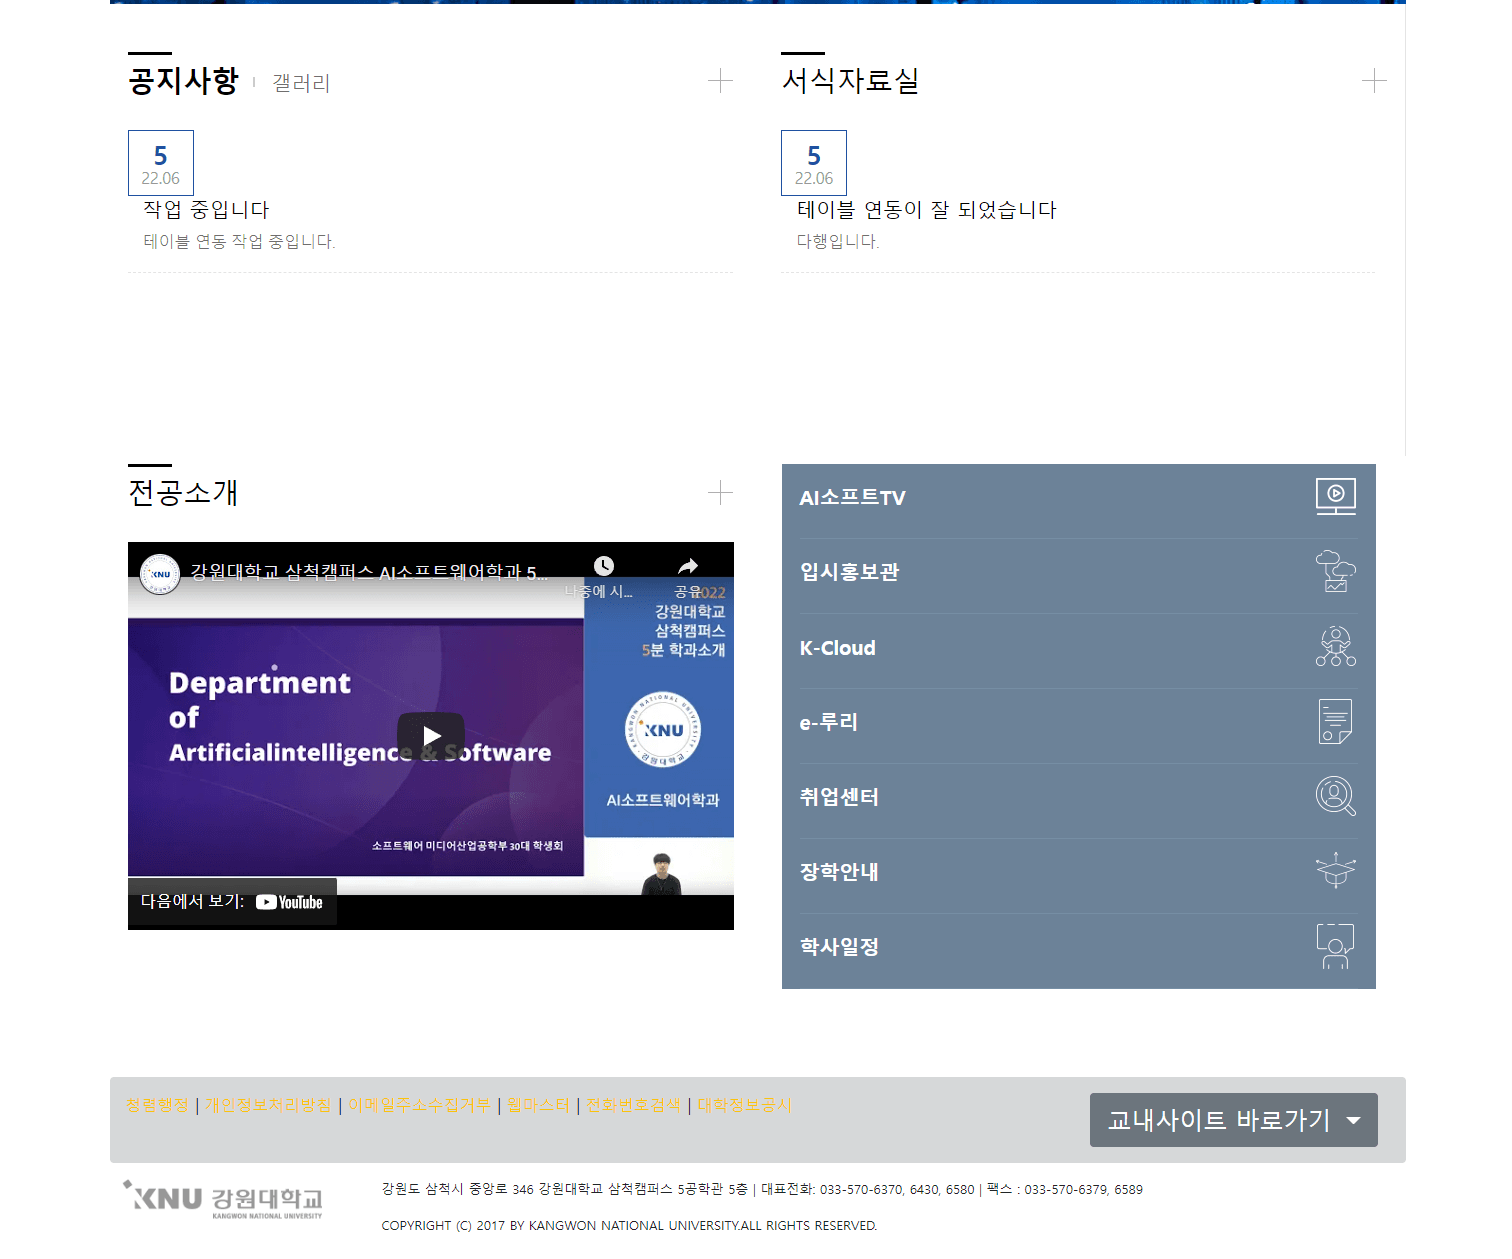 공지사항
갤러리
5
22.06
작업 중입니다
테이블 연동 작업 중입니다.
서식자료실
5
22.06
테이블 연동이 잘 되었습니다
다행입니다.
전공소개
강원대학교 삼척캠퍼스 AI소프트웨어학과 5...
나중에 시...
공유
2022
강원대학교
삼척캠퍼스
5분 학과소개
Department
of
Artificialintelligence & Software
KNU
AI소프트웨어학과
소프트웨어 미디어산업공학부 30대 학생회
다음에서 보기: YouTube
AI소프트TV
입시홍보관
K-Cloud
e-루리
취업센터
장학안내
학사일정
청렴행정 | 개인정보처리방침 | 이메일주소수집거부 | 웹마스터 | 전화번호검색 | 대학정보공시
교내사이트 바로가기
KNU 강원대학교
KANGWON NATIONAL UNIVERSITY
강원도 삼척시 중앙로 346 강원대학교 삼척캠퍼스 5공학관 5층 | 대표전화: 033-570-6370, 6430, 6580 | 팩스 : 033-570-6379, 6589
COPYRIGHT (C) 2017 BY KANGWON NATIONAL UNIVERSITY.ALL RIGHTS RESERVED.